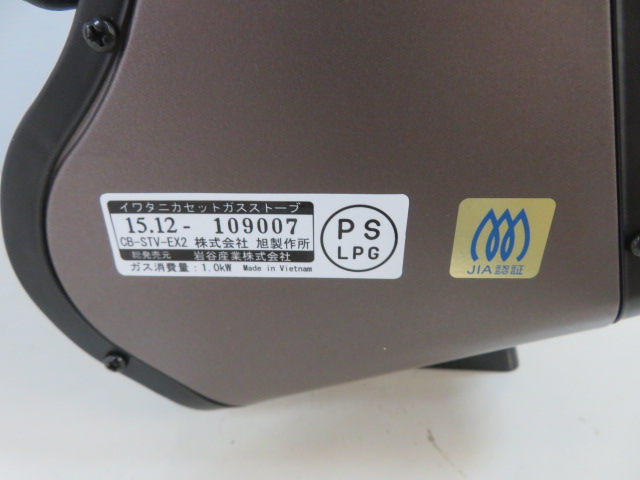 イワタニカセットガスストーブ
15.12 - 109007
CB-STV-EX2 株式会社 旭製作所
総発売元 岩谷産業株式会社
ガス消費量：1.0kW Made in Vietnam
PS
LPG
JIA認証